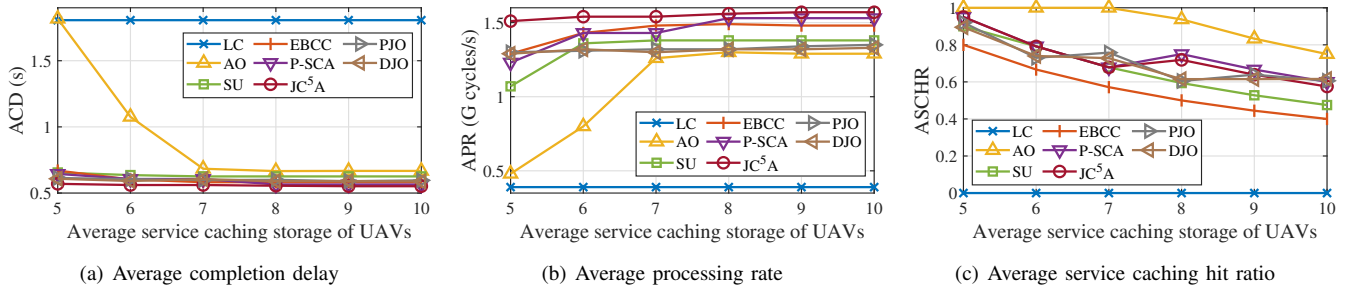 ACD (s)
1.5
1
0.5
LC
AO
SU
EBCC
P-SCA
JC⁵A
PJO
DJO
5 6 7 8 9 10
Average service caching storage of UAVs
(a) Average completion delay
APR (G cycles/s)
1.5
1
0.5
LC
AO
SU
EBCC
P-SCA
JC⁵A
PJO
DJO
5 6 7 8 9 10
Average service caching storage of UAVs
(b) Average processing rate
ASCHR
1
0.8
0.6
0.4
0.2
0
LC
AO
SU
EBCC
P-SCA
JC⁵A
PJO
DJO
5 6 7 8 9 10
Average service caching storage of UAVs
(c) Average service caching hit ratio